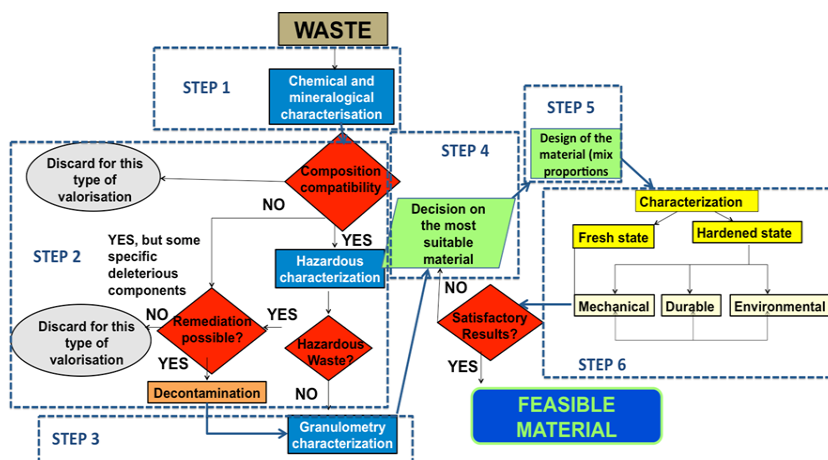 WASTE
STEP 1
Chemical and
mineralogical
characterisation
STEP 2
Composition
compatibility
Discard for this
type of
valorisation
NO
YES
YES, but some
specific
deleterious
components
Hazardous
characterization
Remediation
possible?
YES
NO
Discard for this
type of
valorisation
Hazardous
Waste?
YES
Decontamination
NO
STEP 3
Granulometry
characterization
STEP 4
Decision on
the most
suitable
material
STEP 5
Design of the
material (mix
proportions
Characterization
Fresh state
Hardened state
Mechanical
Durable
Environmental
STEP 6
NO
Satisfactory
Results?
YES
FEASIBLE
MATERIAL